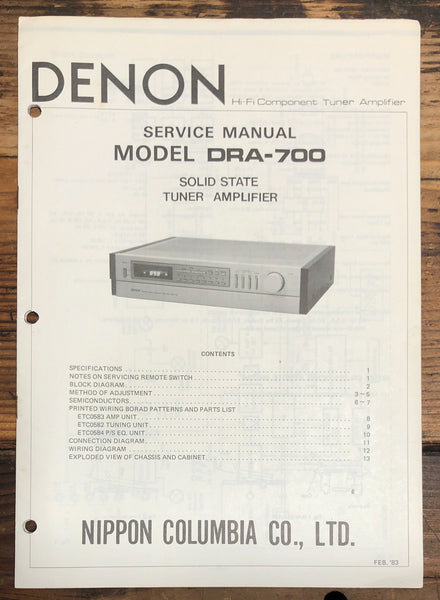 DENON Hi-Fi Component Tuner Amplifier
SERVICE MANUAL
MODEL DRA-700
SOLID STATE
TUNER AMPLIFIER
CONTENTS
SPECIFICATIONS 1
NOTES ON SERVICING REMOTE SWITCH 1
BLOCK DIAGRAM 2
METHOD OF ADJUSTMENT 3~5
SEMICONDUCTORS 6~7
PRINTED WIRING BORAD PATTERNS AND PARTS LIST
ETC0583 AMP UNIT 8
ETC0582 TUNING UNIT 9
ETC0584 P/S EQ. UNIT 10
CONNECTION DIAGRAM 11
WIRING DIAGRAM 12
EXPLODED VIEW OF CHASSIS AND CABINET 13
NIPPON COLUMBIA CO., LTD.
FEB. '83